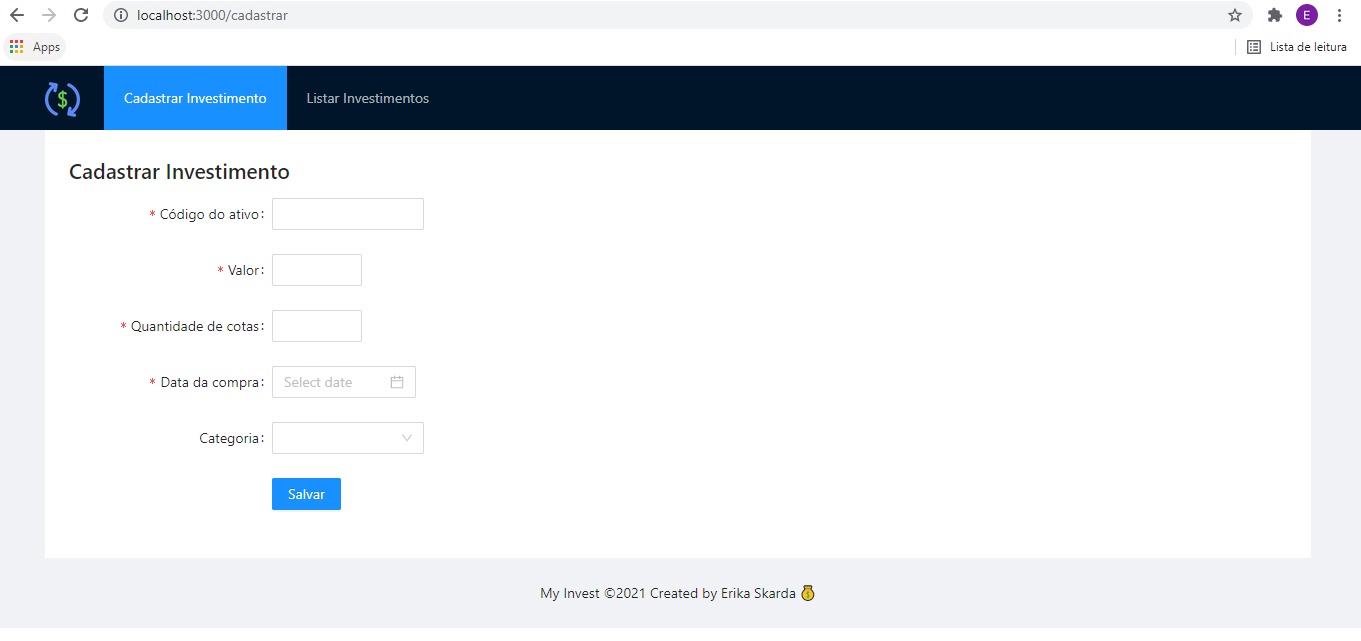 localhost:3000/cadastrar
E
Apps
Lista de leitura
$
Cadastrar Investimento
Listar Investimentos
Cadastrar Investimento
* Código do ativo:
* Valor:
* Quantidade de cotas:
* Data da compra: Select date
Categoria:
Salvar
My Invest ©2021 Created by Erika Skarda 💰